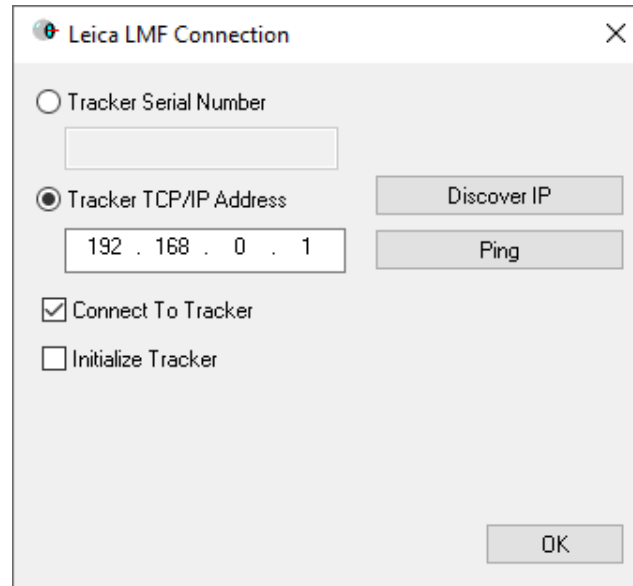 Leica LMF Connection
Tracker Serial Number
Tracker TCP/IP Address
Discover IP
192 . 168 . 0 . 1
Ping
Connect To Tracker
Initialize Tracker
OK